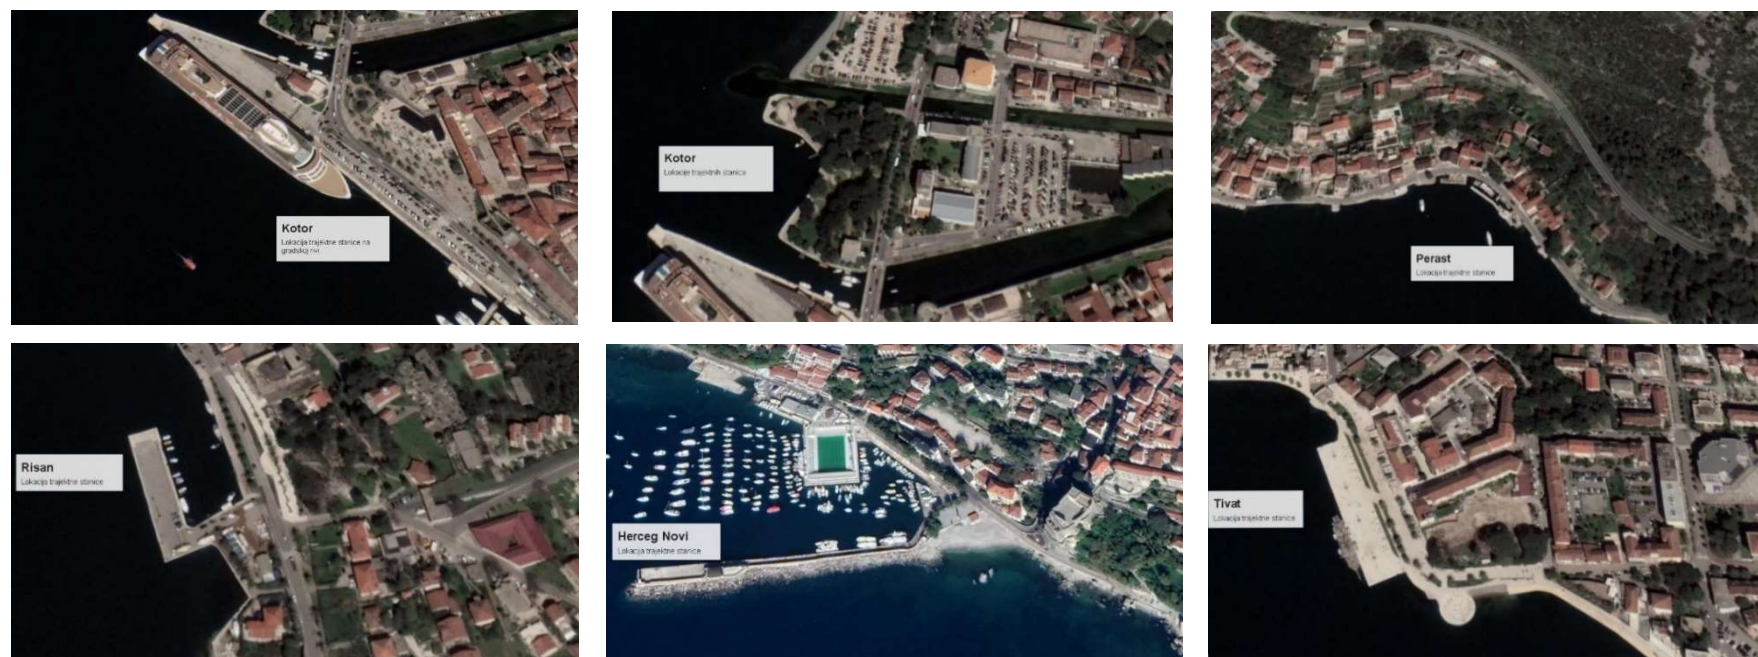 Kotor
Lokacija trajektne stanice na
gradskoj rivi
Kotor
Lokacije trajektnih stanica
Perast
Lokacija trajektne stanice
Risan
Lokacija trajektne stanice
Herceg Novi
Lokacija trajektne stanice
Tivat
Lokacija trajektne stanice